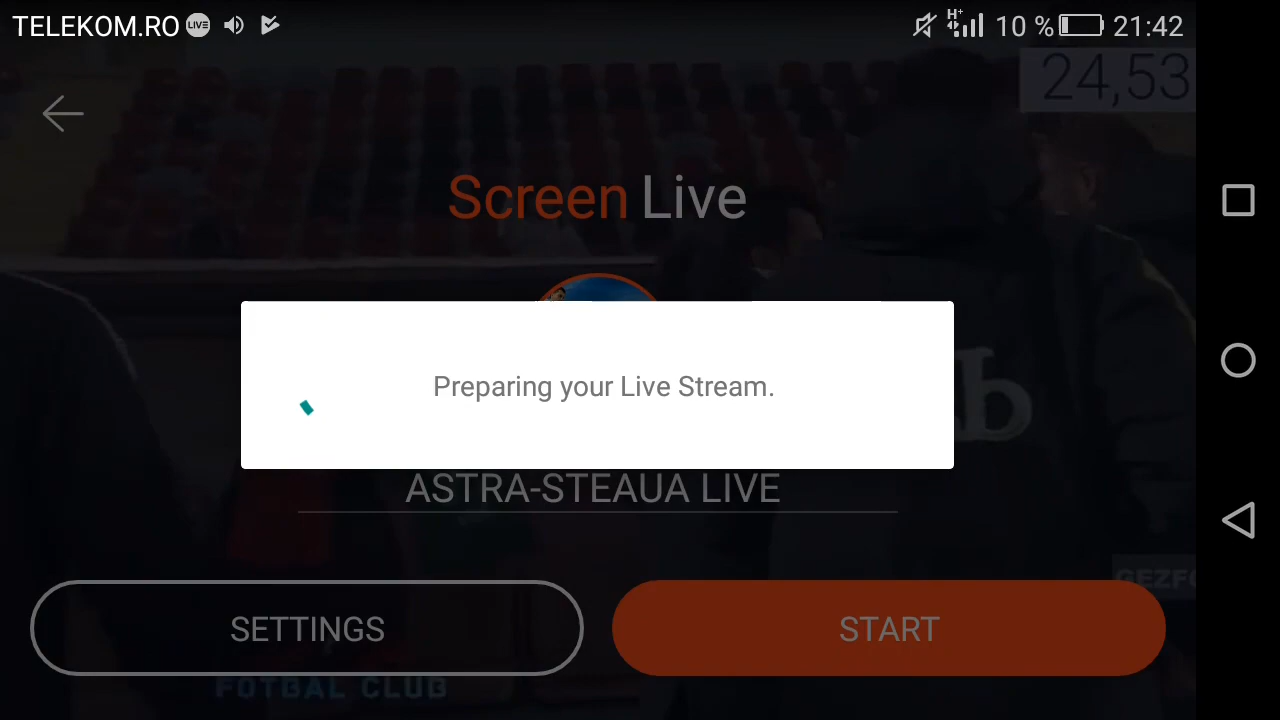 TELEKOM.RO LIVE
H+ 10 % 21:42
24,53
Screen Live
Preparing your Live Stream.
ASTRA-STEAUA LIVE
SETTINGS
START
FOTBAL CLUB